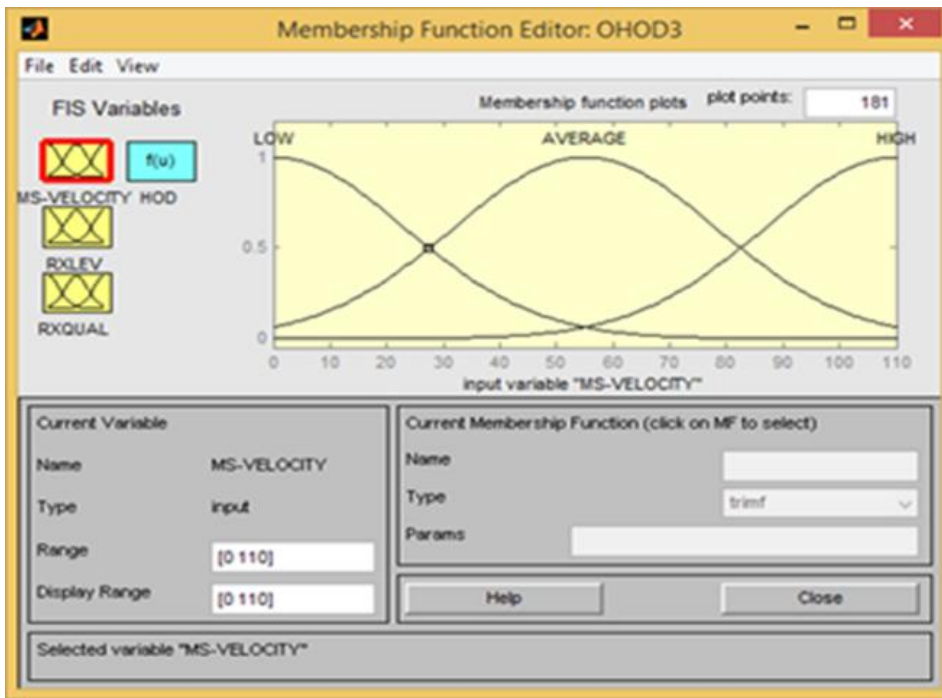 Membership Function Editor: OHOD3
File Edit View
FIS Variables
Membership function plots plot points: 181
f(u)
MS-VELOCITY HOD
RXLEV
RXQUAL
LOW AVERAGE HIGH
1
0.5
0
0 10 20 30 40 50 60 70 80 90 100 110
input variable "MS-VELOCITY"
Current Variable
Name MS-VELOCITY
Type input
Range [0 110]
Display Range [0 110]
Current Membership Function (click on MF to select)
Name
Type trimf
Params
Help Close
Selected variable "MS-VELOCITY"